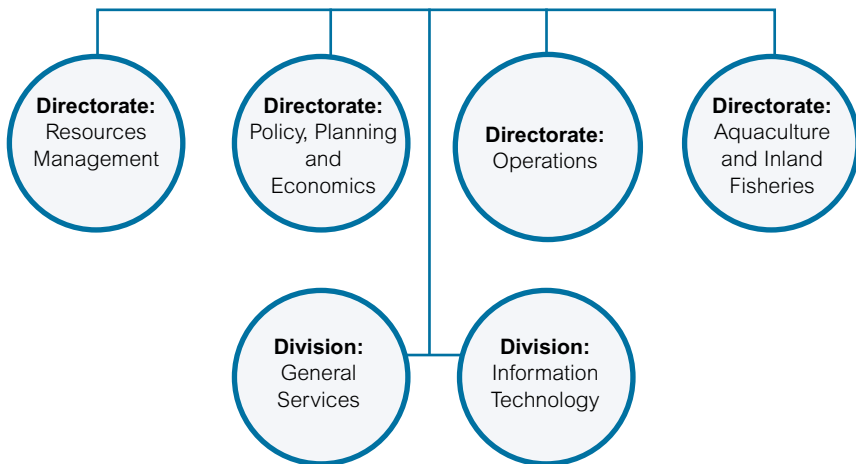 Directorate:
Resources
Management
Directorate:
Policy, Planning
and
Economics
Directorate:
Operations
Directorate:
Aquaculture
and Inland
Fisheries
Division:
General
Services
Division:
Information
Technology